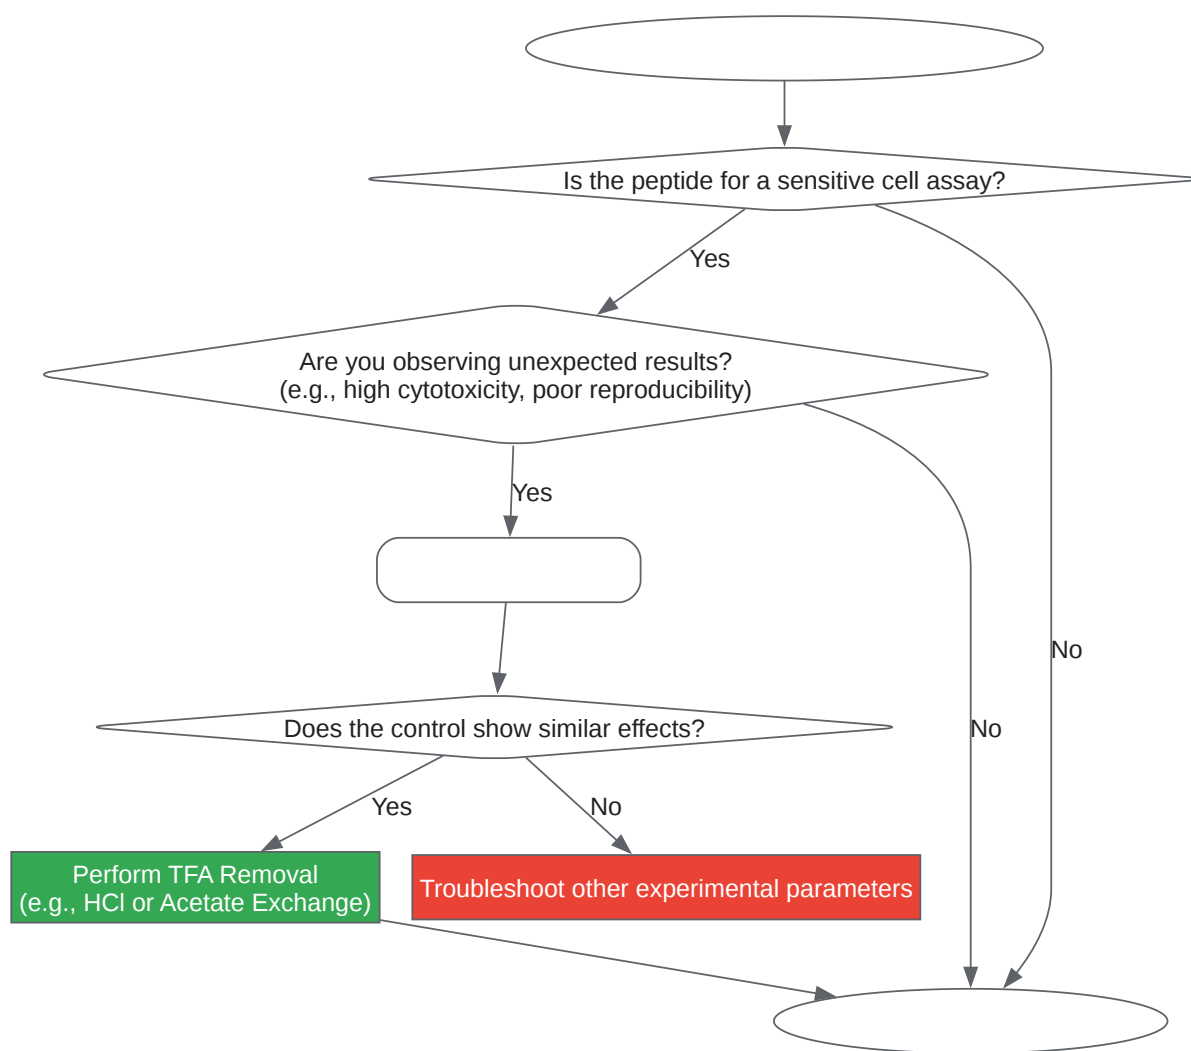 Is the peptide for a sensitive cell assay?
Yes
Are you observing unexpected results?
(e.g., high cytotoxicity, poor reproducibility)
Yes
No
No
Does the control show similar effects?
Yes
No
Perform TFA Removal
(e.g., HCl or Acetate Exchange)
Troubleshoot other experimental parameters